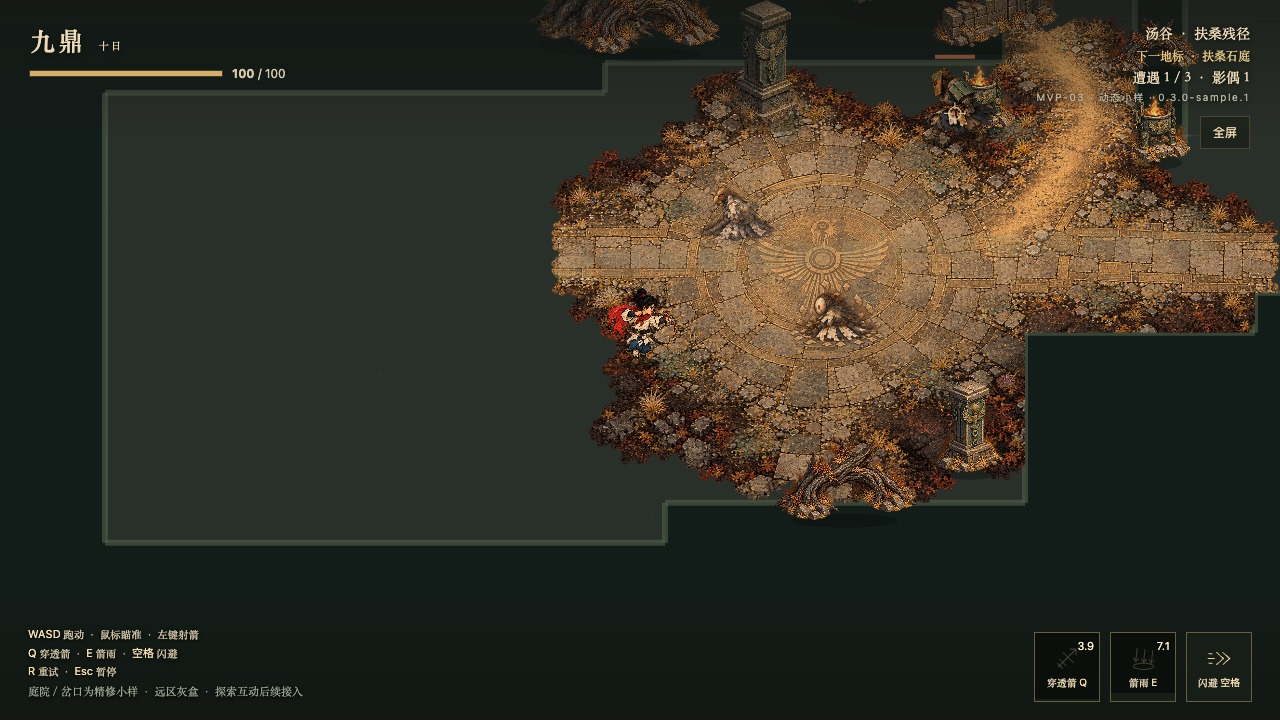 九鼎 十日
100 / 100
汤谷 · 扶桑残径
下一地标 · 扶桑石庭
遭遇 1 / 3 · 影偶 1
MVP-03 · 动态小样 · 0.3.0-sample.1
全屏
WASD 跑动 · 鼠标瞄准 · 左键射箭
Q 穿透箭 · E 箭雨 · 空格 闪避
R 重试 · Esc 暂停
庭院 / 岔口为精修小样 · 远区灰盒 · 探索互动后续接入
3.9
穿透箭 Q
7.1
箭雨 E
闪避 空格